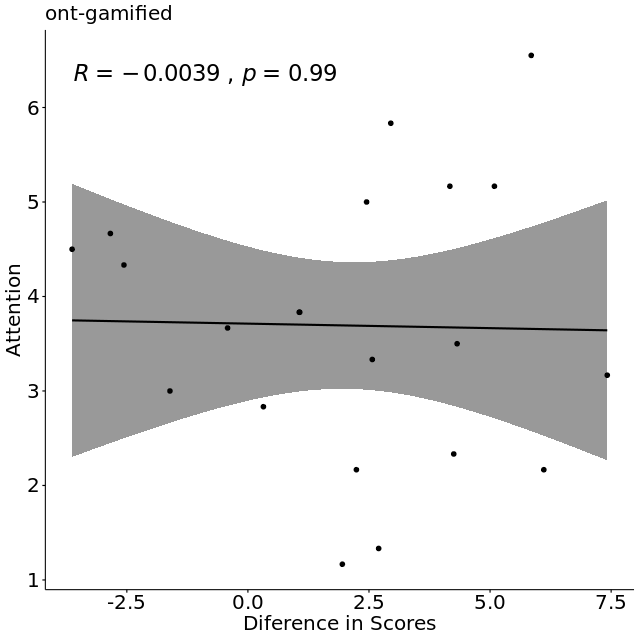 ont-gamified
R = −0.0039 , p = 0.99
6
5
4
3
2
1
Attention
-2.5 0.0 2.5 5.0 7.5
Diference in Scores